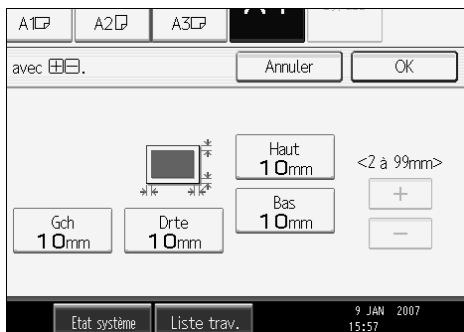 A1 A2 A3
avec ⊞⊟. Annuler OK
Haut
10mm
<2 à 99mm>
+
Bas
10mm
−
Gch
10mm
Drte
10mm
Etat système Liste trav. 9 JAN 2007
15:57